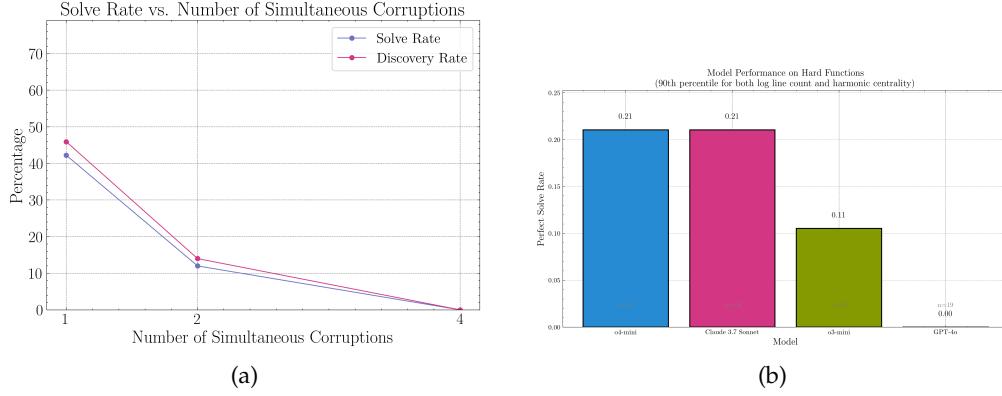 Solve Rate vs. Number of Simultaneous Corruptions
Solve Rate
Discovery Rate
Percentage
70
60
50
40
30
20
10
0
1
2
4
Number of Simultaneous Corruptions
(a)
Model Performance on Hard Functions
(90th percentile for both log line count and harmonic centrality)
Perfect Solve Rate
0.25
0.20
0.15
0.10
0.05
0.00
0.21
0.21
0.11
n=19
0.00
o4-mini
Claude 3.7 Sonnet
o3-mini
GPT-4o
Model
(b)